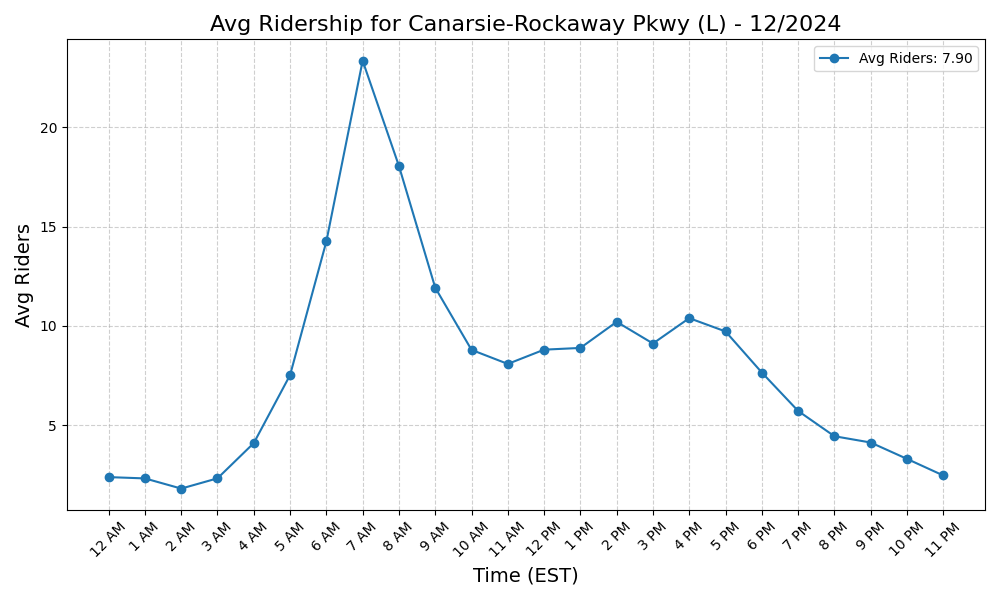 Avg Ridership for Canarsie-Rockaway Pkwy (L) - 12/2024
Avg Riders: 7.90
Avg Riders
20
15
10
5
12 AM
1 AM
2 AM
3 AM
4 AM
5 AM
6 AM
7 AM
8 AM
9 AM
10 AM
11 AM
12 PM
1 PM
2 PM
3 PM
4 PM
5 PM
6 PM
7 PM
8 PM
9 PM
10 PM
11 PM
Time (EST)